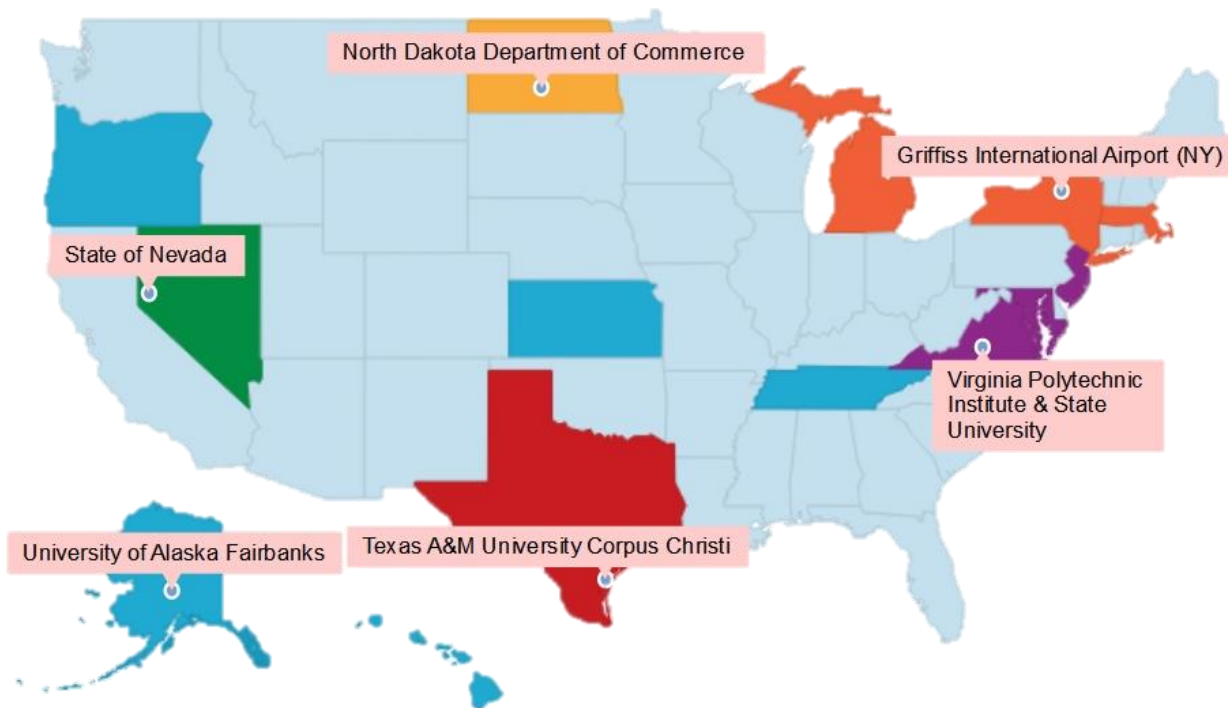 North Dakota Department of Commerce
Griffiss International Airport (NY)
State of Nevada
Virginia Polytechnic
Institute & State
University
University of Alaska Fairbanks
Texas A&M University Corpus Christi